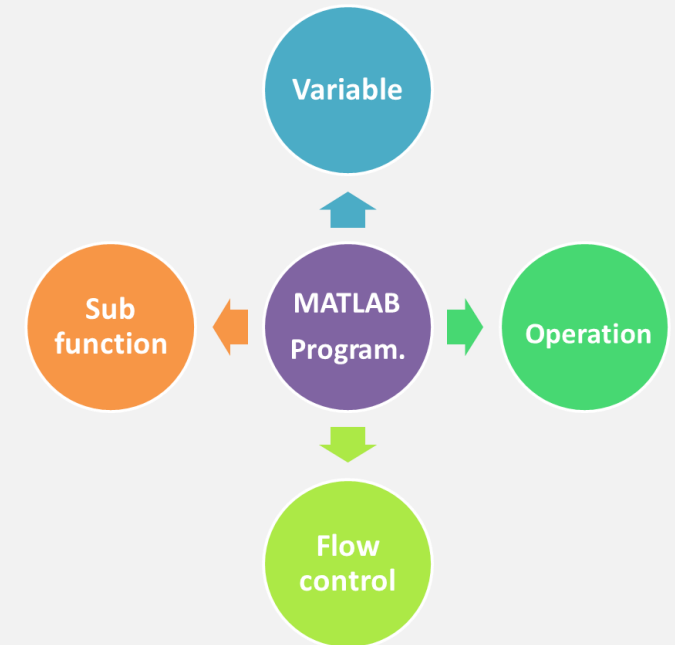 Variable
Sub
function
MATLAB
Program.
Operation
Flow
control